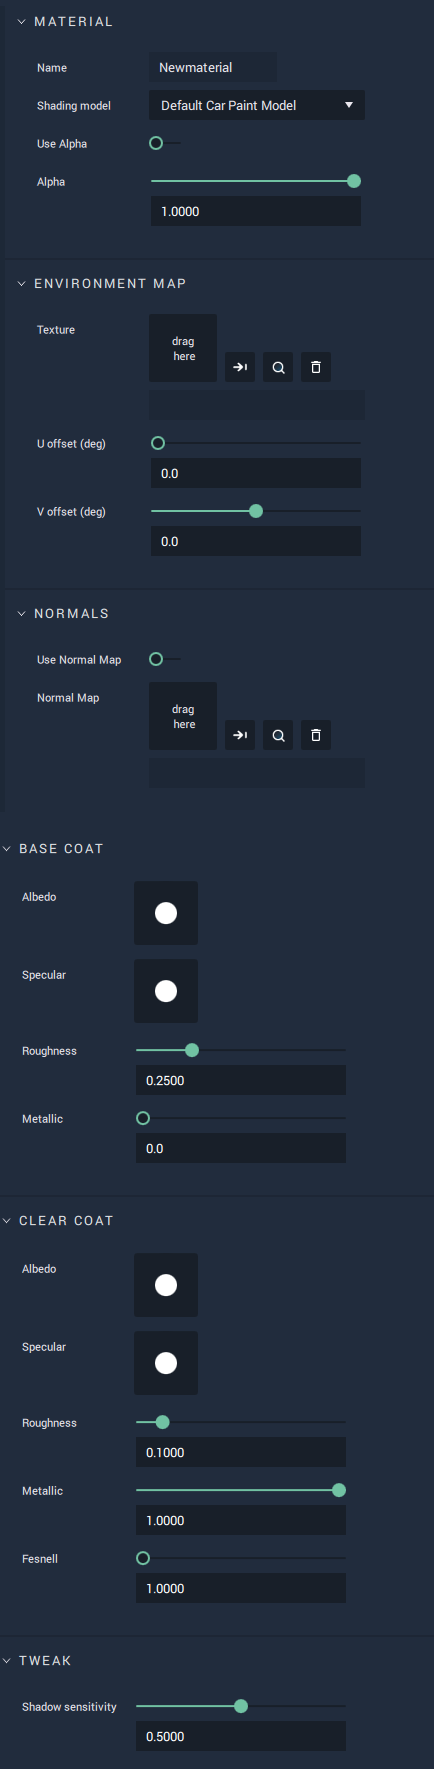 MATERIAL
Name Newmaterial
Shading model Default Car Paint Model
Use Alpha
Alpha
1.0000
ENVIRONMENT MAP
Texture
drag
here
U offset (deg)
0.0
V offset (deg)
0.0
NORMALS
Use Normal Map
Normal Map
drag
here
BASE COAT
Albedo
Specular
Roughness
0.2500
Metallic
0.0
CLEAR COAT
Albedo
Specular
Roughness
0.1000
Metallic
1.0000
Fesnell
1.0000
TWEAK
Shadow sensitivity
0.5000